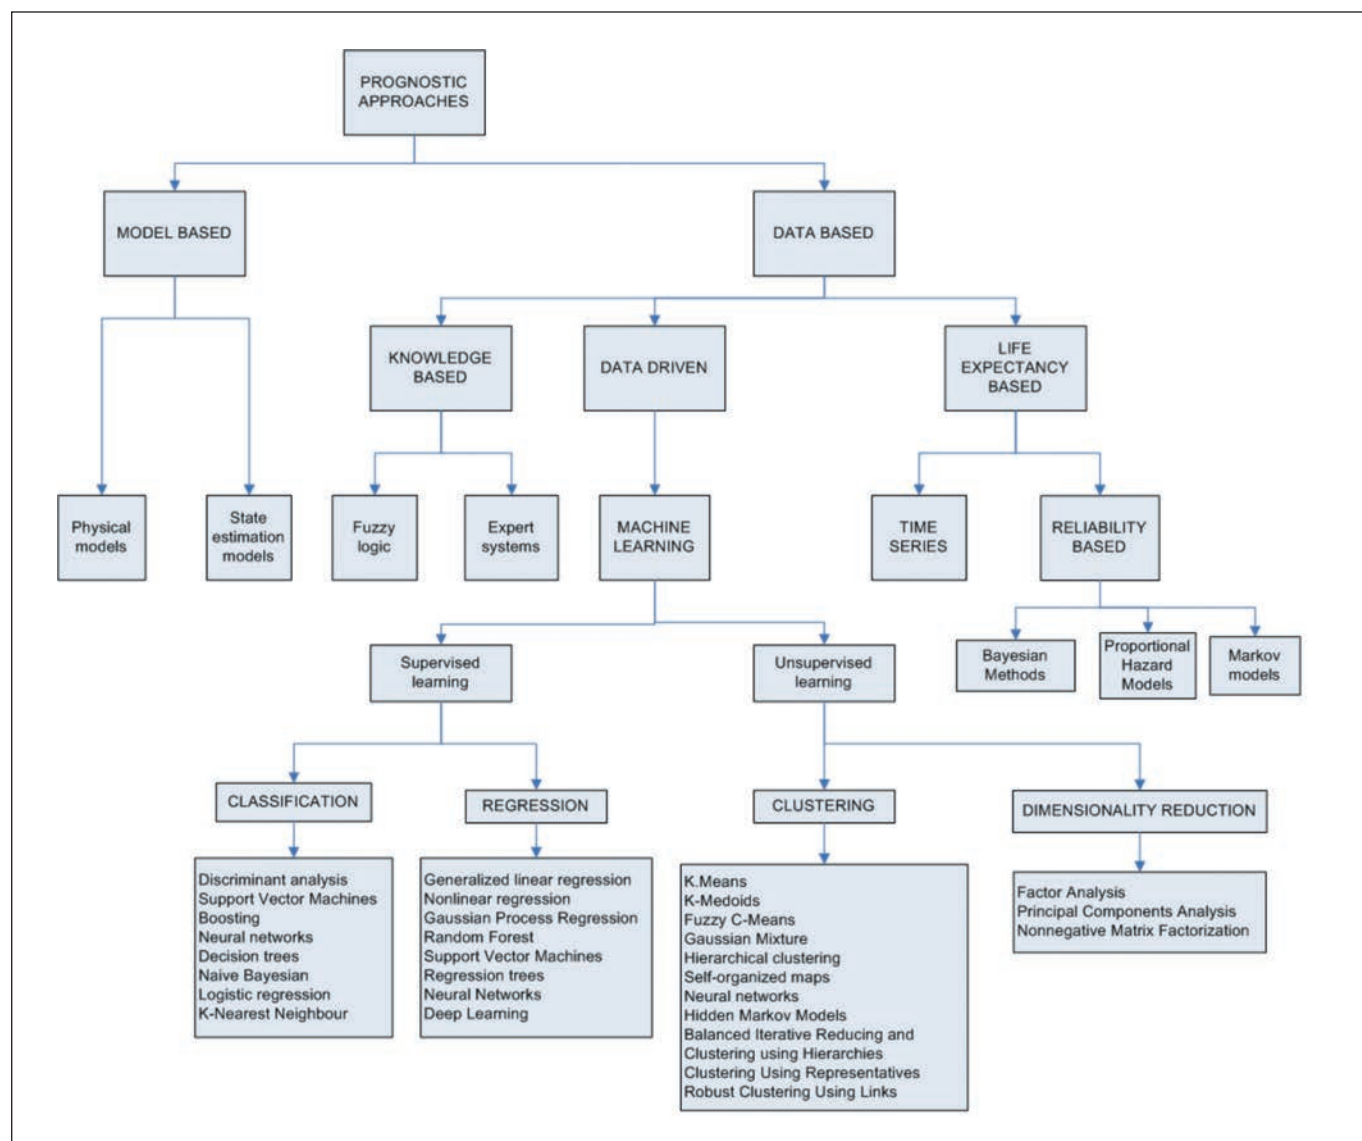 PROGNOSTIC
APPROACHES
MODEL BASED
DATA BASED
KNOWLEDGE
BASED
DATA DRIVEN
LIFE
EXPECTANCY
BASED
Physical
models
State
estimation
models
Fuzzy
logic
Expert
systems
MACHINE
LEARNING
TIME
SERIES
RELIABILITY
BASED
Supervised
learning
Unsupervised
learning
Bayesian
Methods
Proportional
Hazard
Models
Markov
models
CLASSIFICATION
REGRESSION
CLUSTERING
DIMENSIONALITY REDUCTION
Discriminant analysis
Support Vector Machines
Boosting
Neural networks
Decision trees
Naive Bayesian
Logistic regression
K-Nearest Neighbour
Generalized linear regression
Nonlinear regression
Gaussian Process Regression
Random Forest
Support Vector Machines
Regression trees
Neural Networks
Deep Learning
K.Means
K-Medoids
Fuzzy C-Means
Gaussian Mixture
Hierarchical clustering
Self-organized maps
Neural networks
Hidden Markov Models
Balanced Iterative Reducing and
Clustering using Hierarchies
Clustering Using Representatives
Robust Clustering Using Links
Factor Analysis
Principal Components Analysis
Nonnegative Matrix Factorization